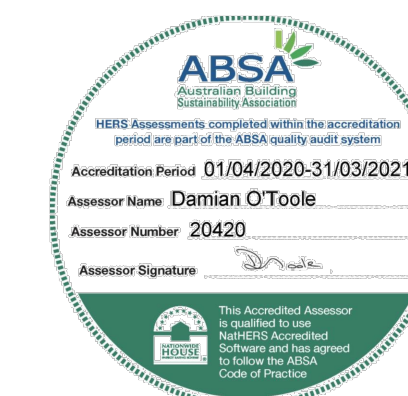 ABSA
Australian Building
Sustainability Association
HERS Assessments completed within the accreditation
period are part of the ABSA quality audit system
Accreditation Period 01/04/2020-31/03/2021
Assessor Name Damian O'Toole
Assessor Number 20420
Assessor Signature
This Accredited Assessor
is qualified to use
NatHERS Accredited
Software and has agreed
to follow the ABSA
Code of Practice
NATIONWIDE
HOUSE